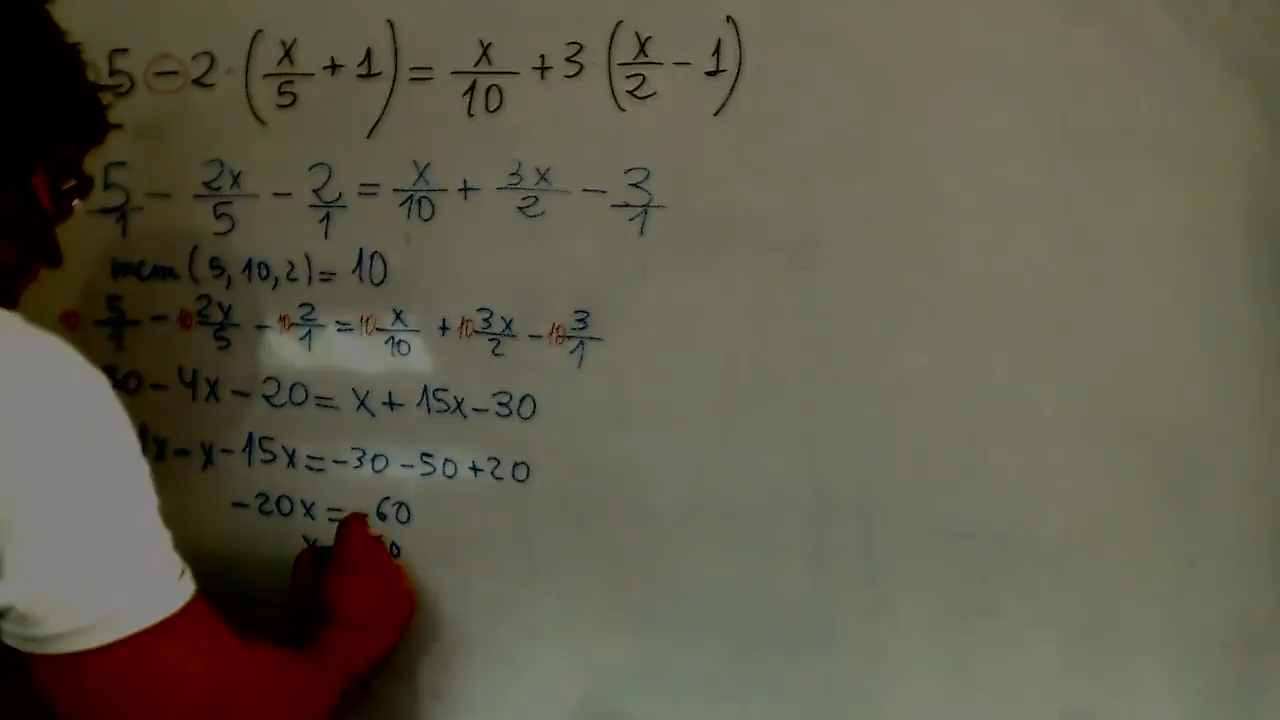 5 - 2 · (x/5 + 1) = x/10 + 3 (x/2 - 1)
5/1 - 2x/5 - 2/1 = x/10 + 3x/2 - 3/1
mcm (5, 10, 2) = 10
5/1 - 10 2x/5 - 10 2/1 = 10 x/10 + 10 3x/2 - 10 3/1
50 - 4x - 20 = x + 15x - 30
x - x - 15x = -30 - 50 + 20
-20x = -60
x